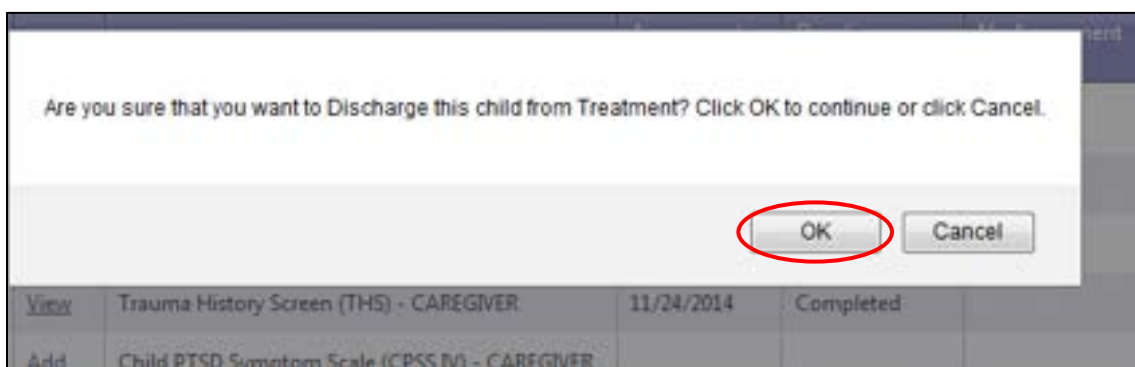 Are you sure that you want to Discharge this child from Treatment? Click OK to continue or click Cancel.
OK Cancel
View Trauma History Screen (THS) - CAREGIVER 11/24/2014 Completed
Add Child PTSD Symptom Scale (CPSS IV) - CAREGIVER